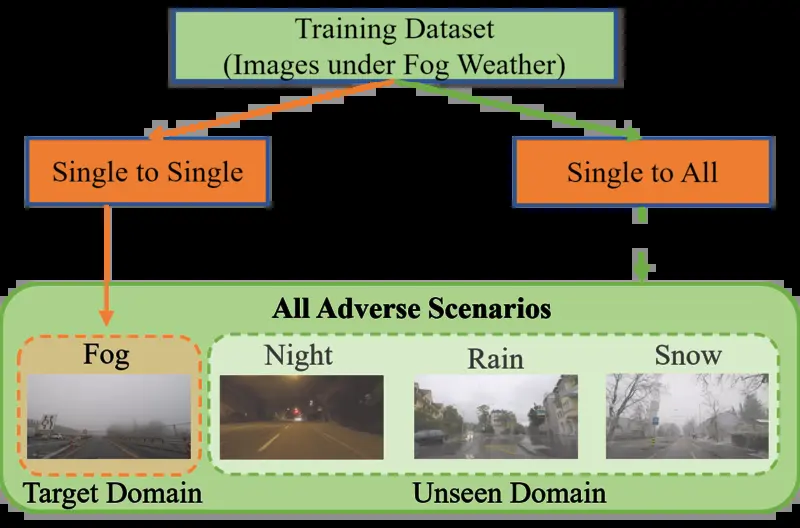 Training Dataset
(Images under Fog Weather)
Single to Single
Single to All
All Adverse Scenarios
Fog
Night
Rain
Snow
Target Domain
Unseen Domain